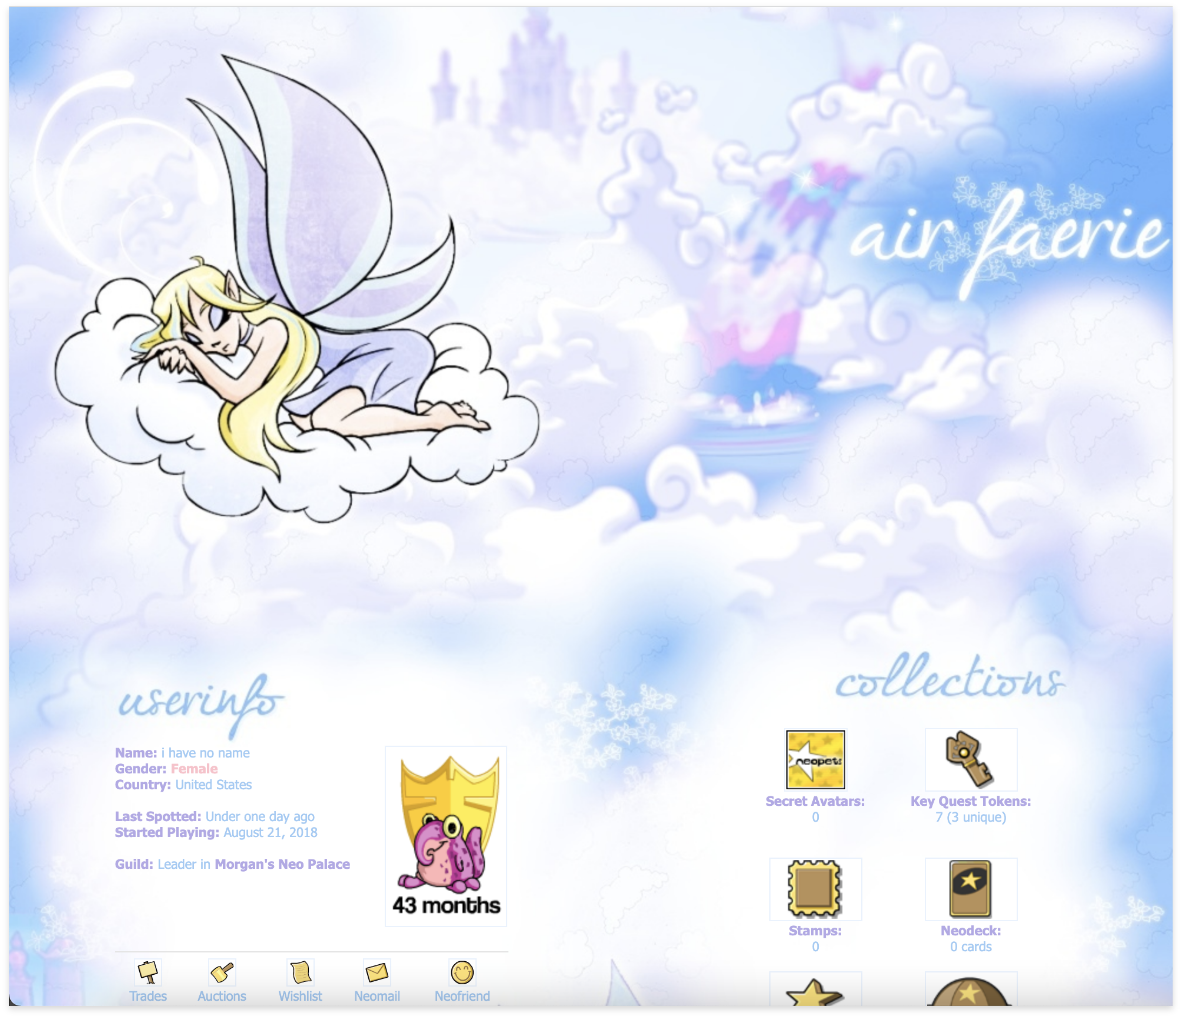 air faerie
userinfo
Name: i have no name
Gender: Female
Country: United States
Last Spotted: Under one day ago
Started Playing: August 21, 2018
Guild: Leader in Morgan's Neo Palace
43 months
Trades
Auctions
Wishlist
Neomail
Neofriend
collections
neopets
Secret Avatars:
0
Key Quest Tokens:
7 (3 unique)
Stamps:
0
Neodeck:
0 cards